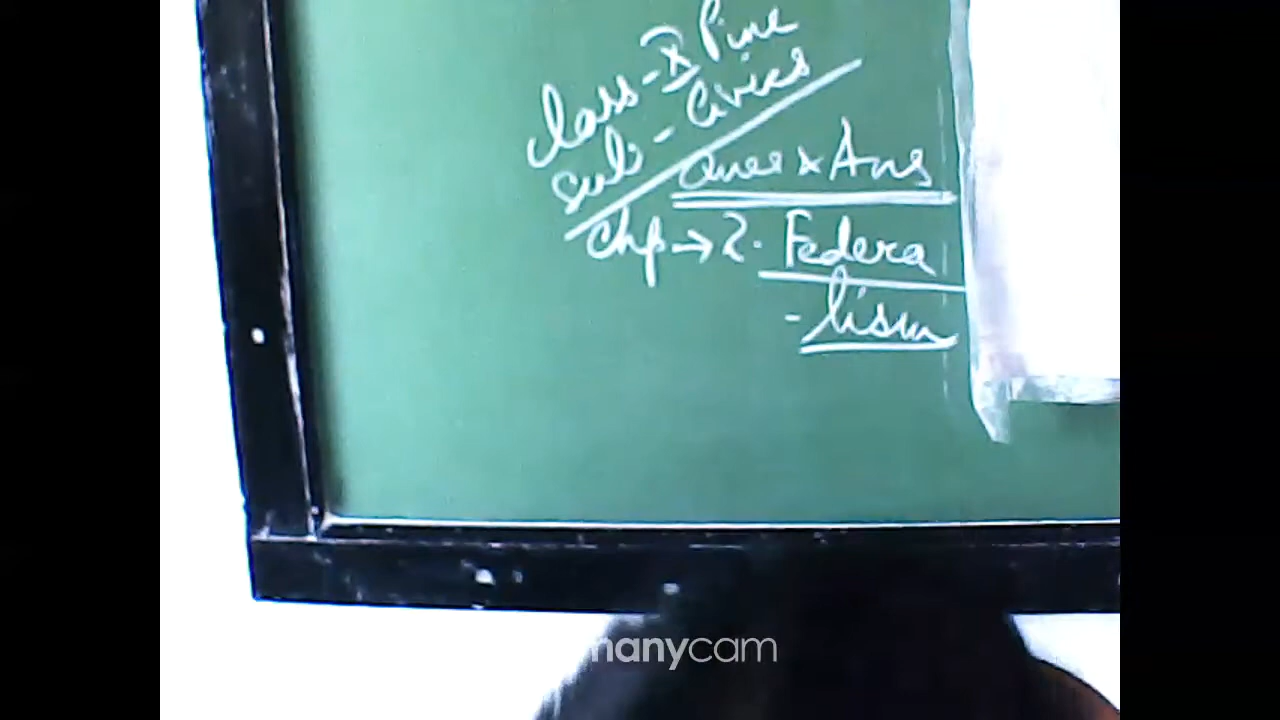 Class - X Pine
Sub - Civics
Ques & Ans
Chp → 2. Federa
- lism
manycam